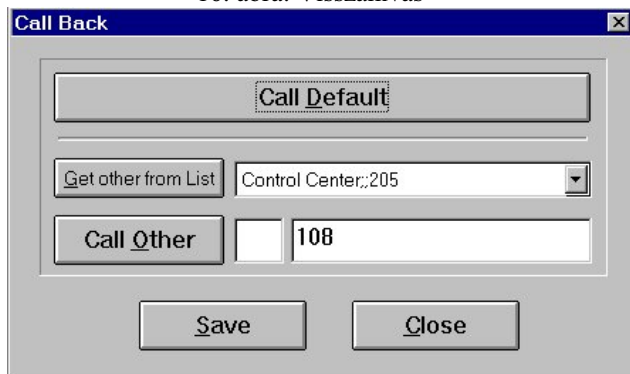 Call Back
Call Default
Get other from List Control Center;;205
Call Other 108
Save Close